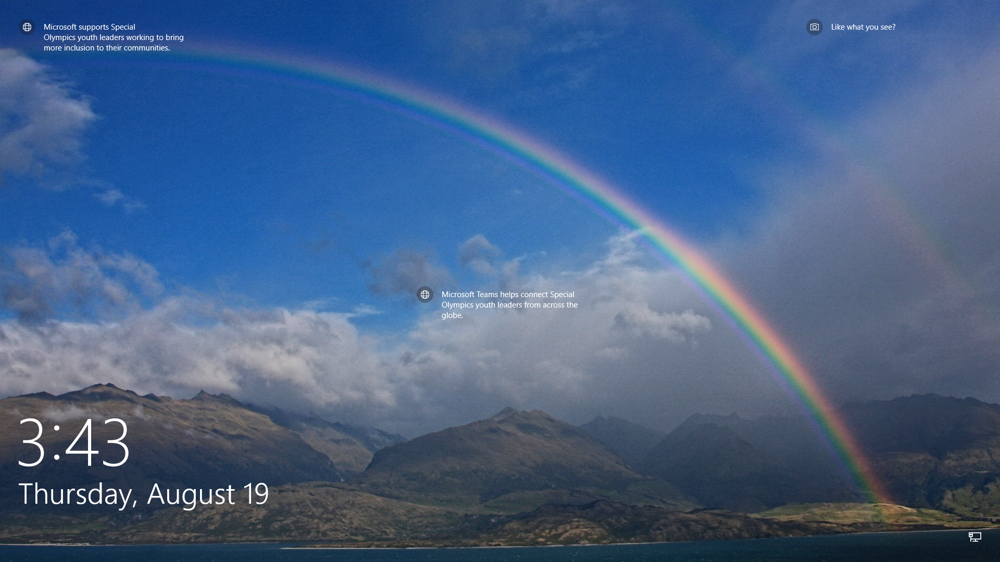 Microsoft supports Special
Olympics youth leaders working to bring
more inclusion to their communities.
Like what you see?
Microsoft Teams helps connect Special
Olympics youth leaders from across the
globe.
3:43
Thursday, August 19